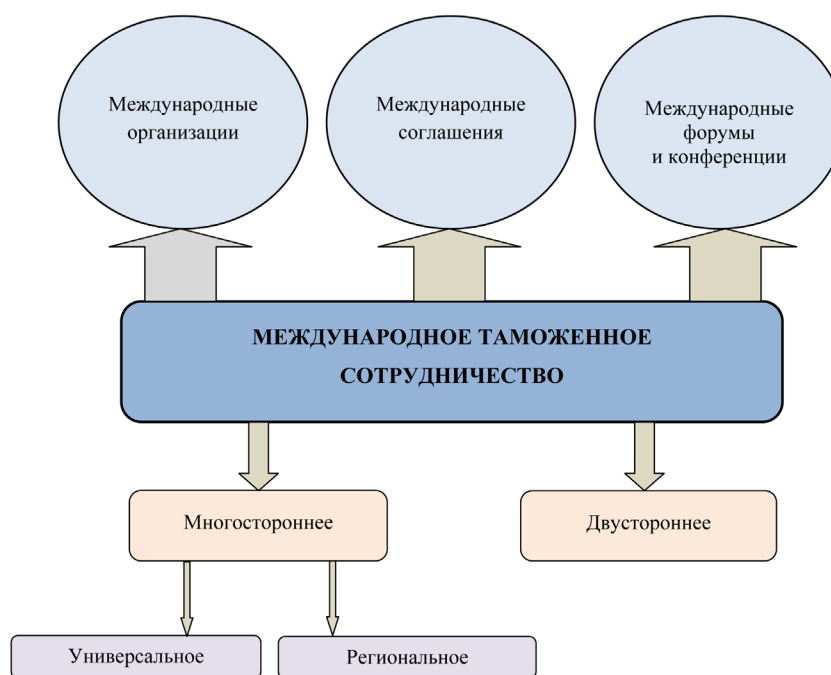 Международные
организации
Международные
соглашения
Международные
форумы
и конференции
МЕЖДУНАРОДНОЕ ТАМОЖЕННОЕ
СОТРУДНИЧЕСТВО
Многостороннее
Двустороннее
Универсальное
Региональное